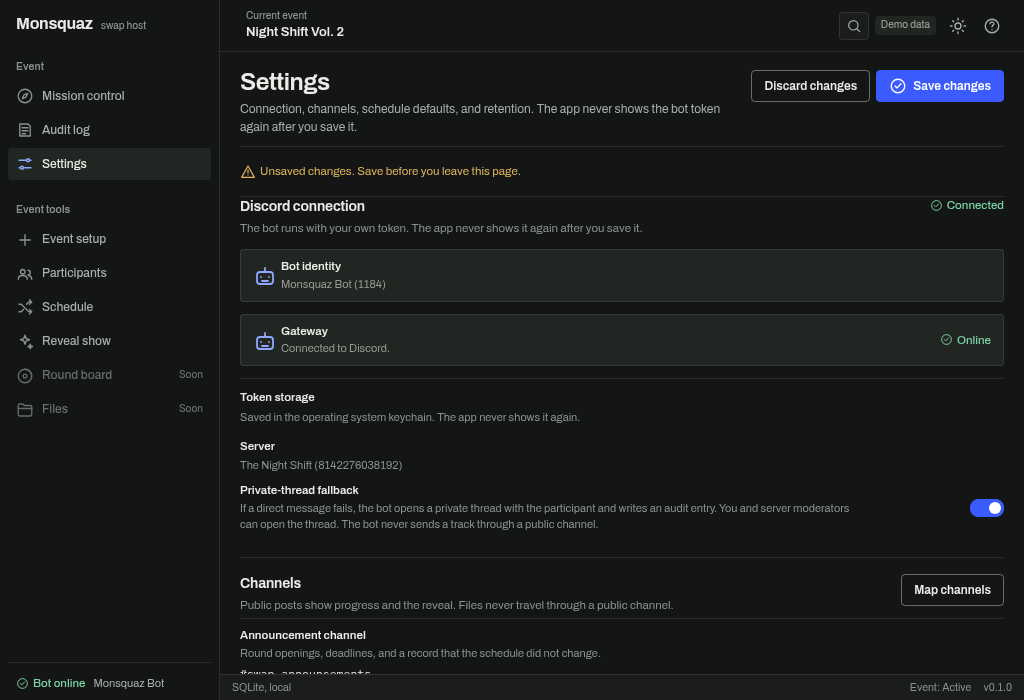 Monsquaz swap host
Event
Mission control
Audit log
Settings
Event tools
Event setup
Participants
Schedule
Reveal show
Round board Soon
Files Soon
Bot online Monsquaz Bot
Current event
Night Shift Vol. 2
Demo data
Settings
Connection, channels, schedule defaults, and retention. The app never shows the bot token
again after you save it.
Discard changes
Save changes
Unsaved changes. Save before you leave this page.
Discord connection
Connected
The bot runs with your own token. The app never shows it again after you save it.
Bot identity
Monsquaz Bot (1184)
Gateway
Connected to Discord.
Online
Token storage
Saved in the operating system keychain. The app never shows it again.
Server
The Night Shift (8142276038192)
Private-thread fallback
If a direct message fails, the bot opens a private thread with the participant and writes an audit entry. You and server moderators
can open the thread. The bot never sends a track through a public channel.
Channels
Public posts show progress and the reveal. Files never travel through a public channel.
Map channels
Announcement channel
Round openings, deadlines, and a record that the schedule did not change.
#swap-announcements
SQLite, local
Event: Active v0.1.0